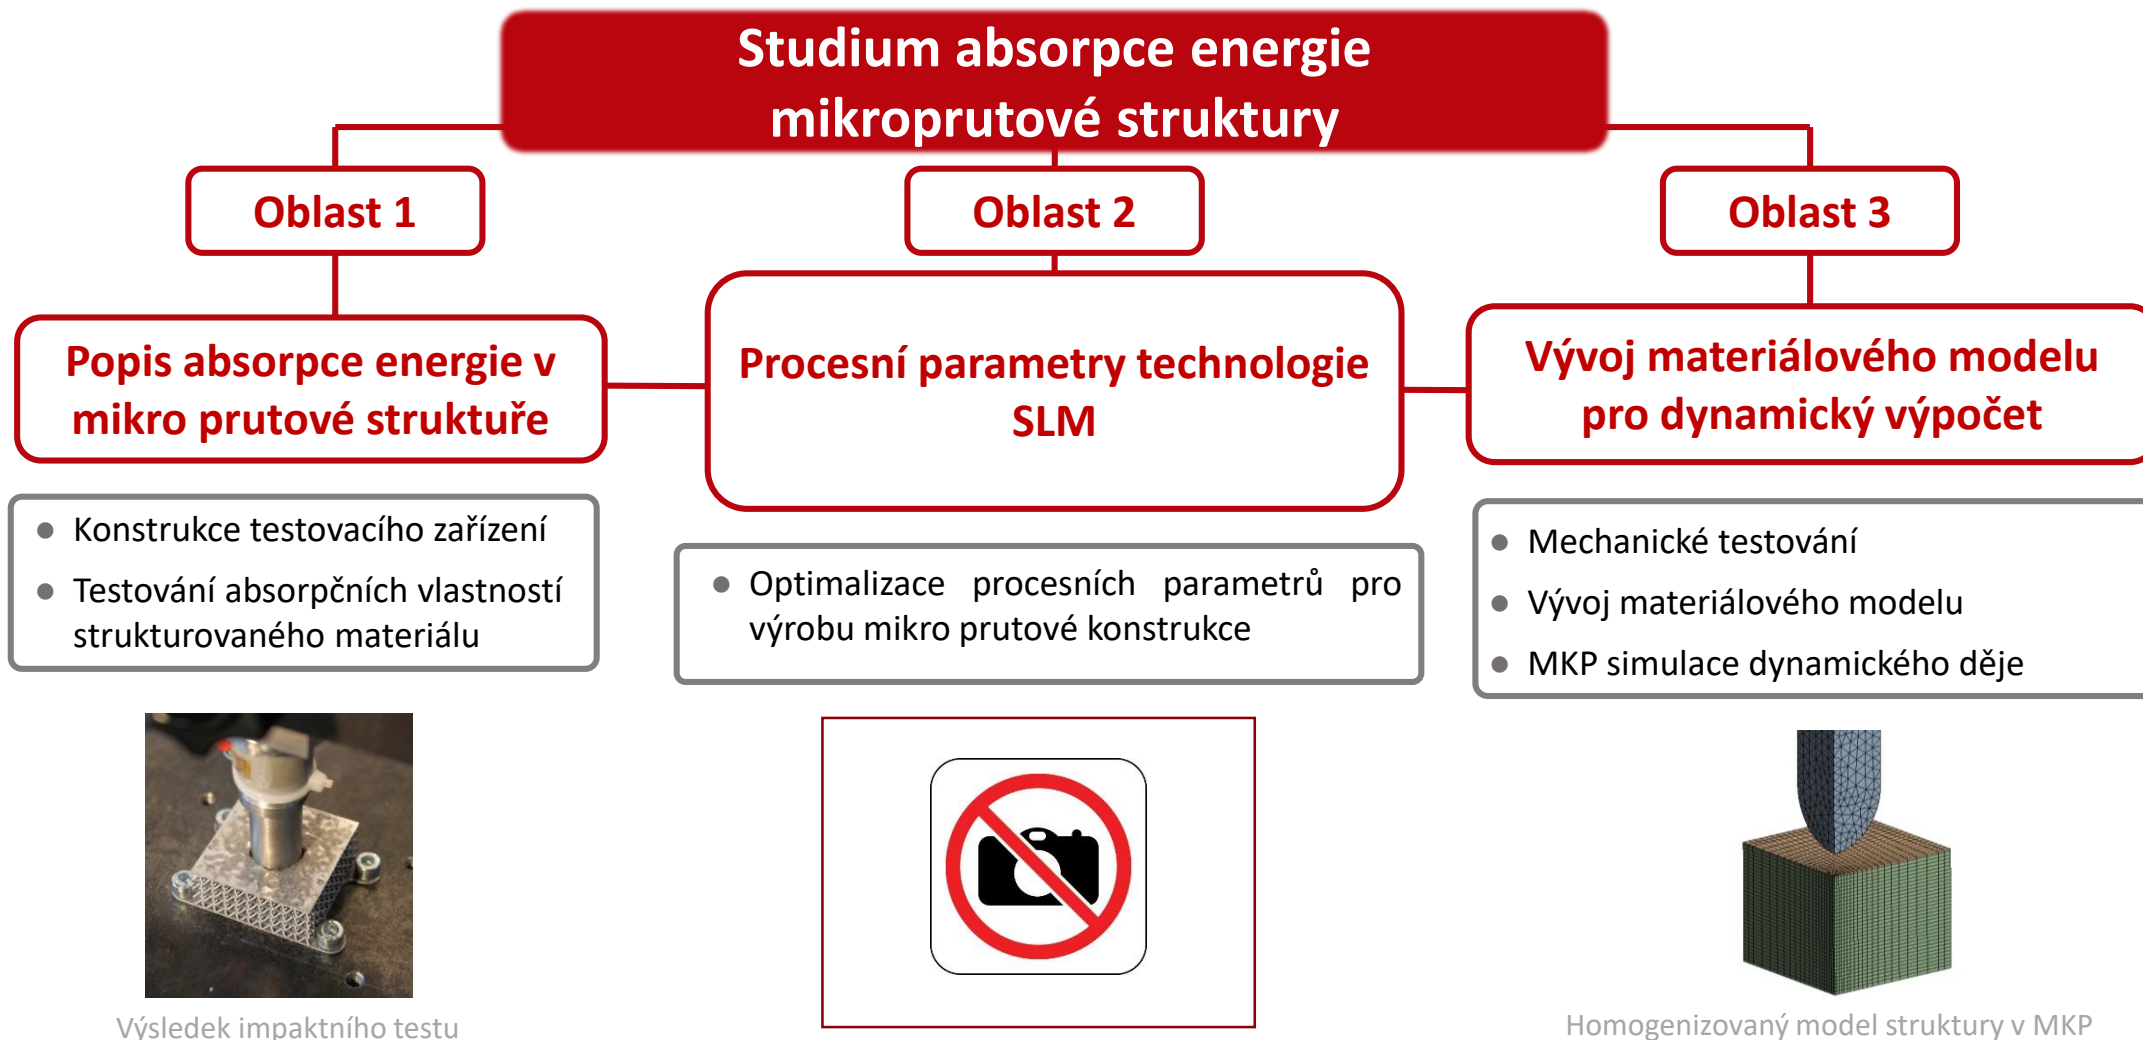 Studium absorpce energie
mikroprutové struktury
Oblast 1
Oblast 2
Oblast 3
Popis absorpce energie v
mikro prutové struktuře
Procesní parametry technologie
SLM
Vývoj materiálového modelu
pro dynamický výpočet
● Konstrukce testovacího zařízení
● Testování absorpčních vlastností
strukturovaného materiálu
● Optimalizace procesních parametrů pro
výrobu mikro prutové konstrukce
● Mechanické testování
● Vývoj materiálového modelu
● MKP simulace dynamického děje
Výsledek impaktního testu
Homogenizovaný model struktury v MKP